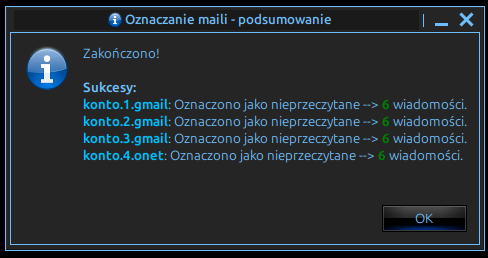 Oznaczanie maili - podsumowanie
Zakończono!
Sukcesy:
konto.1.gmail: Oznaczono jako nieprzeczytane --> 6 wiadomości.
konto.2.gmail: Oznaczono jako nieprzeczytane --> 6 wiadomości.
konto.3.gmail: Oznaczono jako nieprzeczytane --> 6 wiadomości.
konto.4.onet: Oznaczono jako nieprzeczytane --> 6 wiadomości.
OK